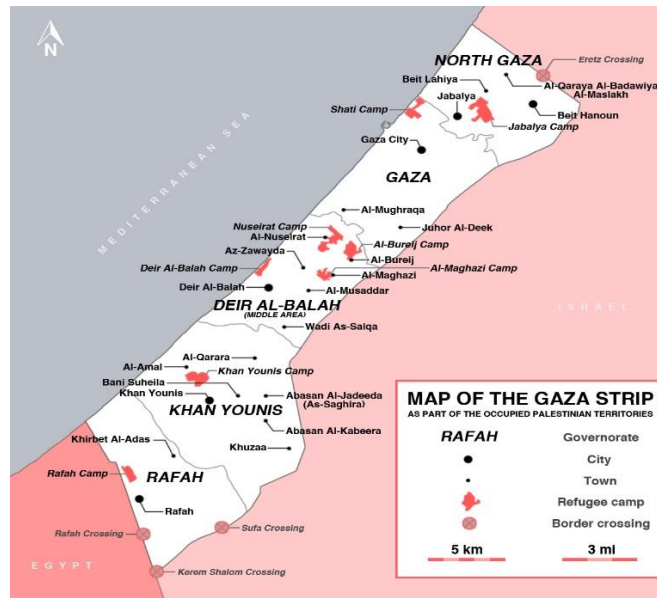 N
MEDITERRANEAN SEA
NORTH GAZA
Eretz Crossing
Beit Lahiya
Al-Qaraya Al-Badawiya
Al-Maslakh
Shati Camp
Jabalya
Beit Hanoun
Jabalya Camp
Gaza City
GAZA
Al-Mughraqa
Juhor Al-Deek
Nuseirat Camp
Al-Nuseirat
Al-Bureij Camp
Az-Zawayda
Al-Bureij
Deir Al-Balah Camp
Al-Maghazi Camp
Al-Maghazi
Deir Al-Balah
Al-Musaddar
DEIR AL-BALAH
(MIDDLE AREA)
ISRAEL
Wadi As-Salqa
Al-Qarara
Al-Amal
Khan Younis Camp
Bani Suheila
Khan Younis
Abasan Al-Jadeeda
(As-Saghira)
KHAN YOUNIS
Abasan Al-Kabeera
Khirbet Al-Adas
Khuzaa
Rafah Camp
RAFAH
Rafah
Rafah Crossing
Sufa Crossing
EGYPT
Kerem Shalom Crossing
MAP OF THE GAZA STRIP
AS PART OF THE OCCUPIED PALESTINIAN TERRITORIES
RAFAH Governorate
City
Town
Refugee camp
Border crossing
5 km 3 mi